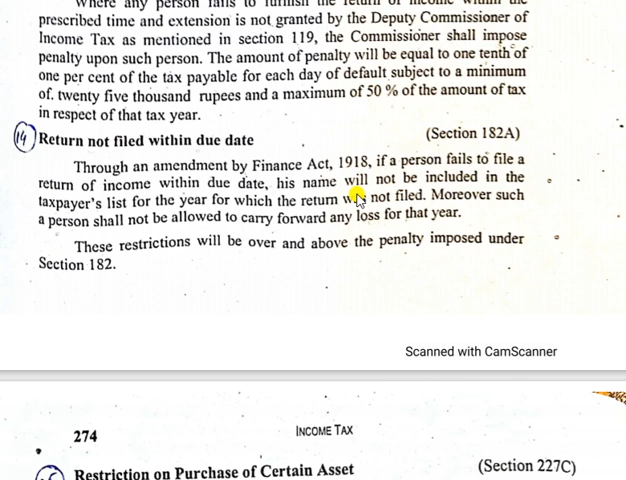 Where any person fails to furnish the return of income within the
prescribed time and extension is not granted by the Deputy Commissioner of
Income Tax as mentioned in section 119, the Commissioner shall impose
penalty upon such person. The amount of penalty will be equal to one tenth of
one per cent of the tax payable for each day of default subject to a minimum
of. twenty five thousand rupees and a maximum of 50 % of the amount of tax
in respect of that tax year.
14 Return not filed within due date (Section 182A)
Through an amendment by Finance Act, 1918, if a person fails to file a
return of income within due date, his name will not be included in the
taxpayer's list for the year for which the return was not filed. Moreover such
a person shall not be allowed to carry forward any loss for that year.
These restrictions will be over and above the penalty imposed under
Section 182.
Scanned with CamScanner
274 INCOME TAX
Restriction on Purchase of Certain Asset (Section 227C)